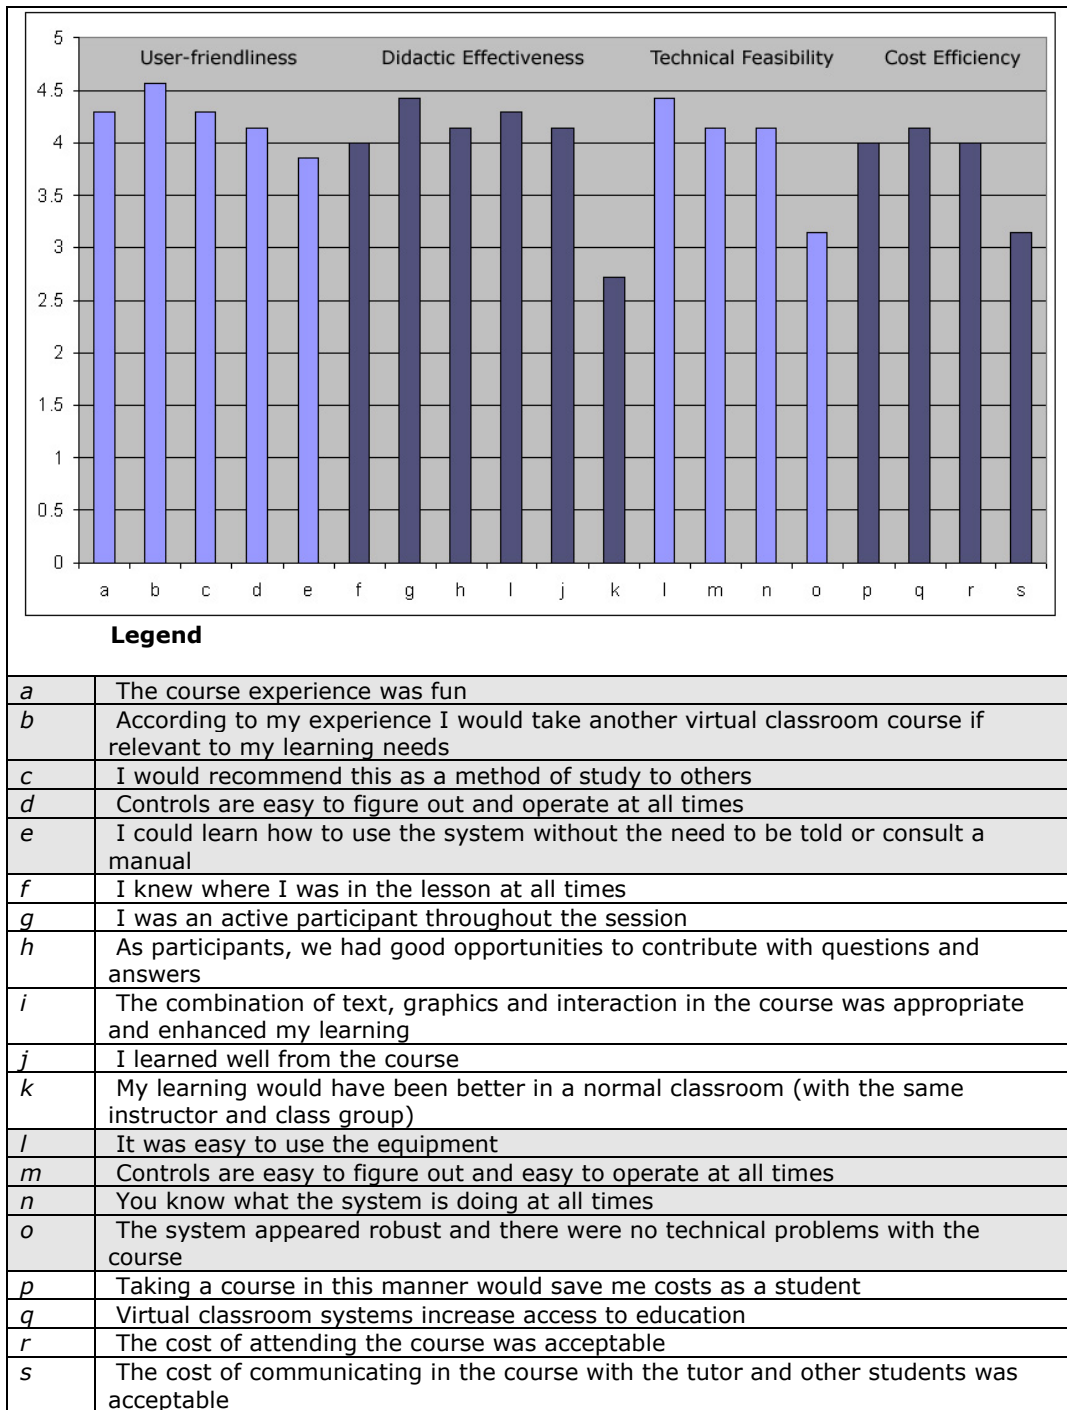 User-friendliness Didactic Effectiveness Technical Feasibility Cost Efficiency
5
4.5
4
3.5
3
2.5
2
1.5
1
0.5
0
a b c d e f g h l j k l m n o p q r s
Legend
a The course experience was fun
b According to my experience I would take another virtual classroom course if
relevant to my learning needs
c I would recommend this as a method of study to others
d Controls are easy to figure out and operate at all times
e I could learn how to use the system without the need to be told or consult a
manual
f I knew where I was in the lesson at all times
g I was an active participant throughout the session
h As participants, we had good opportunities to contribute with questions and
answers
i The combination of text, graphics and interaction in the course was appropriate
and enhanced my learning
j I learned well from the course
k My learning would have been better in a normal classroom (with the same
instructor and class group)
l It was easy to use the equipment
m Controls are easy to figure out and easy to operate at all times
n You know what the system is doing at all times
o The system appeared robust and there were no technical problems with the
course
p Taking a course in this manner would save me costs as a student
q Virtual classroom systems increase access to education
r The cost of attending the course was acceptable
s The cost of communicating in the course with the tutor and other students was
acceptable